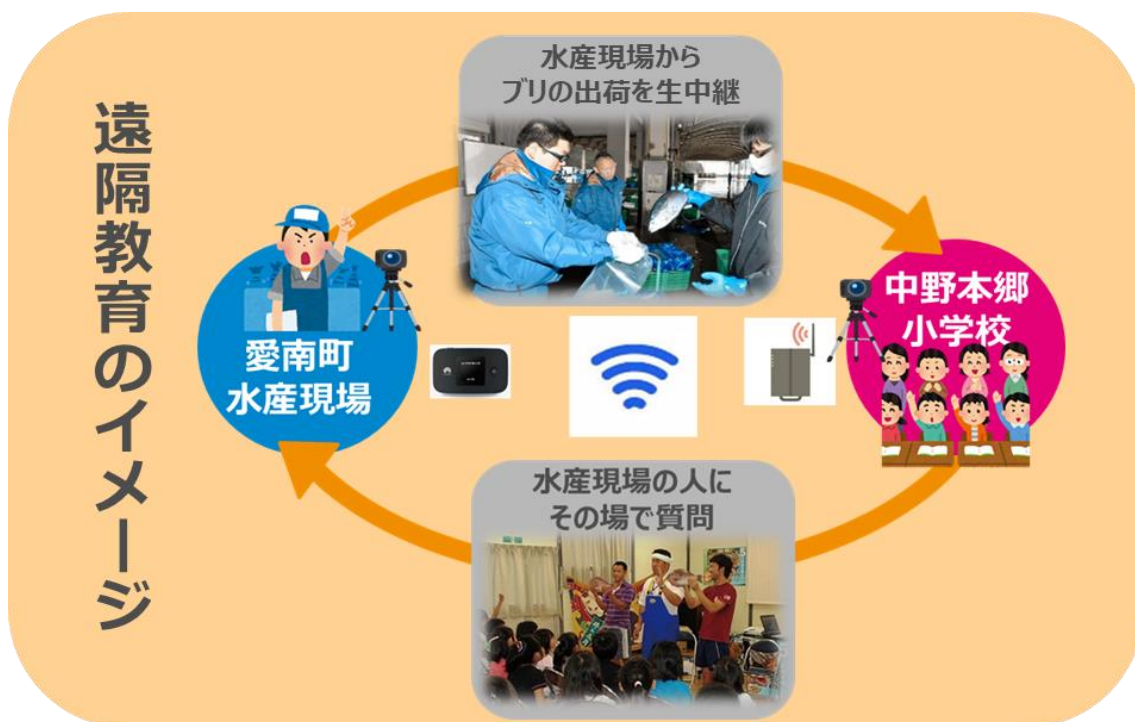 遠隔教育のイメージ
水産現場から
ブリの出荷を生中継
愛南町
水産現場
中野本郷
小学校
水産現場の人に
その場で質問